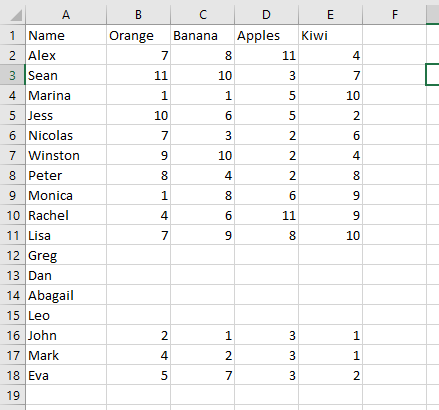 A B C D E F
1 Name Orange Banana Apples Kiwi
2 Alex 7 8 11 4
3 Sean 11 10 3 7
4 Marina 1 1 5 10
5 Jess 10 6 5 2
6 Nicolas 7 3 2 6
7 Winston 9 10 2 4
8 Peter 8 4 2 8
9 Monica 1 8 6 9
10 Rachel 4 6 11 9
11 Lisa 7 9 8 10
12 Greg
13 Dan
14 Abagail
15 Leo
16 John 2 1 3 1
17 Mark 4 2 3 1
18 Eva 5 7 3 2
19